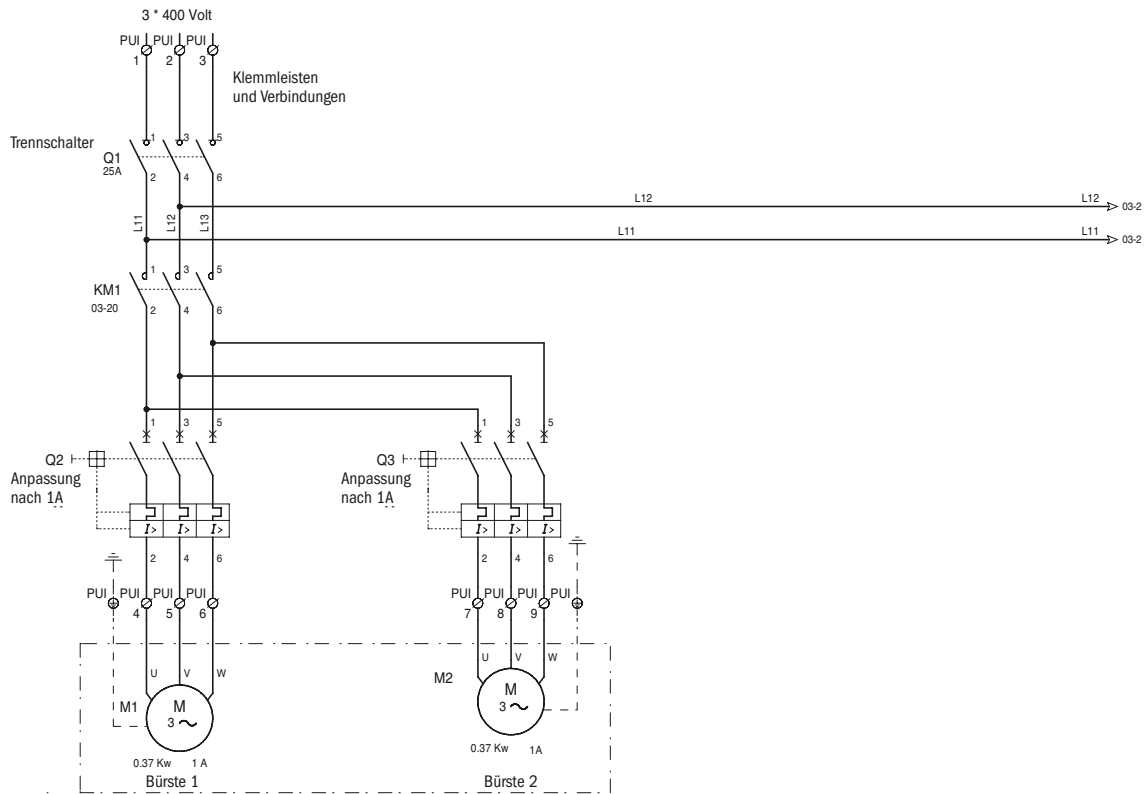 3 * 400 Volt
PUI PUI PUI
1 2 3
Klemmleisten
und Verbindungen
Trennschalter
1 3 5
Q1
25A
2 4 6
L12 L12 03-2
L11 L12 L13
L11 L11 03-2
1 3 5
KM1
03-20
2 4 6
1 3 5
1 3 5
Q2
Anpassung
nach 1A
Q3
Anpassung
nach 1A
I> I> I>
I> I> I>
2 4 6
2 4 6
PUI PUI PUI PUI
4 5 6
PUI PUI PUI PUI
7 8 9
U V W
U V W
M1
M
3
M2
M
3
0.37 Kw 1 A
0.37 Kw 1A
Bürste 1
Bürste 2